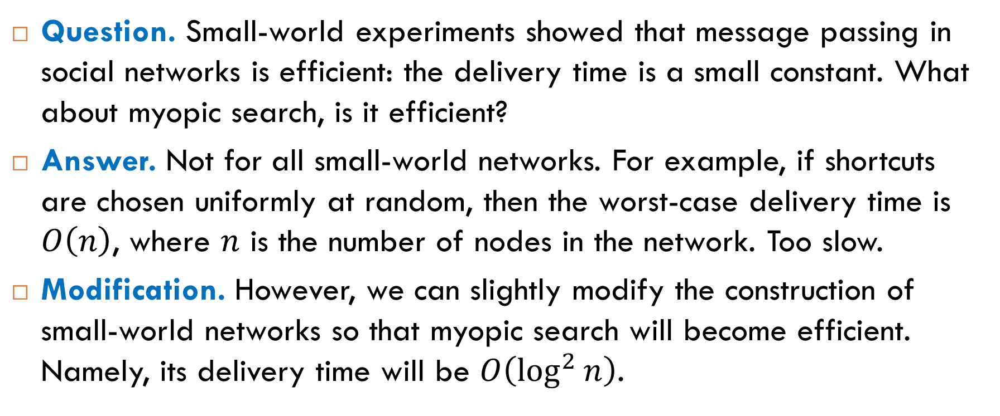 Question. Small-world experiments showed that message passing in
social networks is efficient: the delivery time is a small constant. What
about myopic search, is it efficient?
Answer. Not for all small-world networks. For example, if shortcuts
are chosen uniformly at random, then the worst-case delivery time is
O(n), where n is the number of nodes in the network. Too slow.
Modification. However, we can slightly modify the construction of
small-world networks so that myopic search will become efficient.
Namely, its delivery time will be O(log² n).